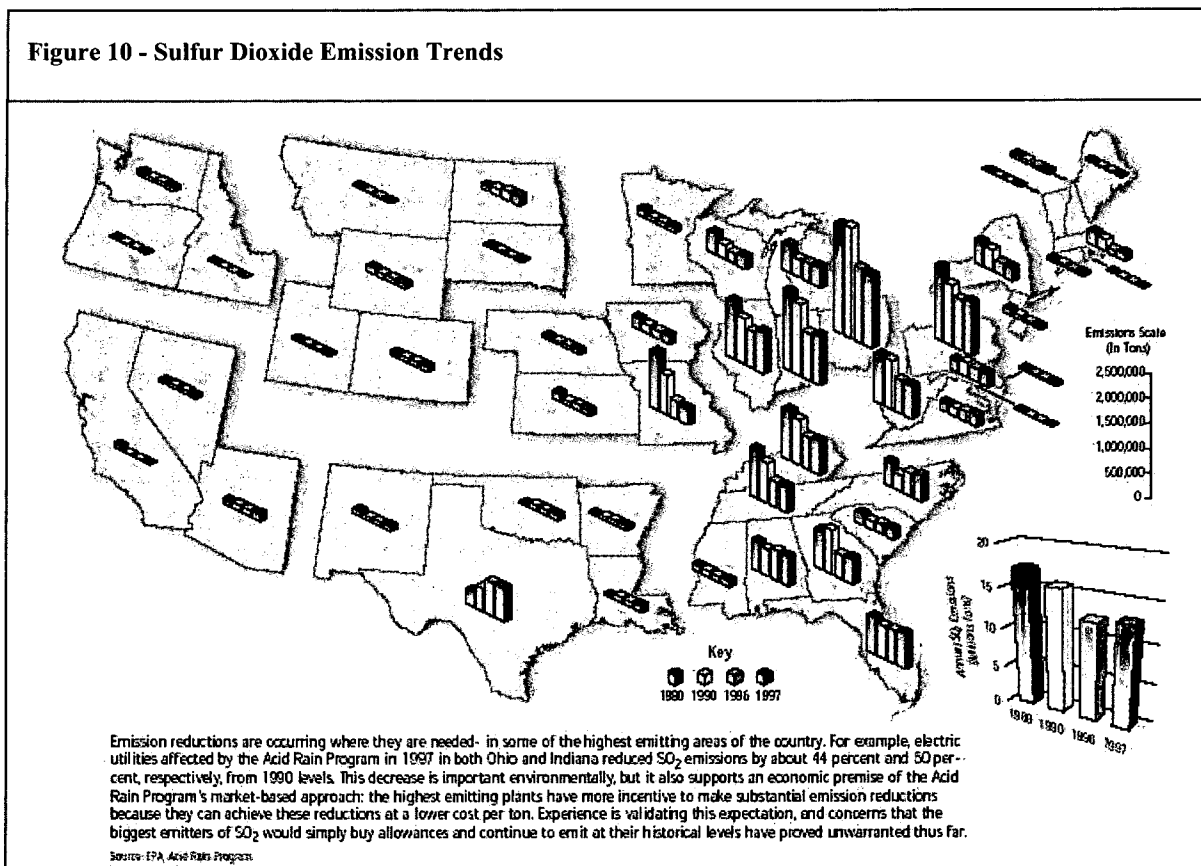 Figure 10 - Sulfur Dioxide Emission Trends
Emissions Scale
(In Tons)
2,500,000
2,000,000
1,500,000
1,000,000
500,000
0
20
15
10
5
0
Annual SO₂ Emissions
(Millions tons)
1980 1990 1996 1997
Key
1980 1990 1996 1997
Emission reductions are occurring where they are needed- in some of the highest emitting areas of the country. For example, electric
utilities affected by the Acid Rain Program in 1997 in both Ohio and Indiana reduced SO₂ emissions by about 44 percent and 50 per-
cent, respectively, from 1990 levels. This decrease is important environmentally, but it also supports an economic premise of the Acid
Rain Program's market-based approach: the highest emitting plants have more incentive to make substantial emission reductions
because they can achieve these reductions at a lower cost per ton. Experience is validating this expectation, and concerns that the
biggest emitters of SO₂ would simply buy allowances and continue to emit at their historical levels have proved unwarranted thus far.
Source: EPA, Acid Rain Program